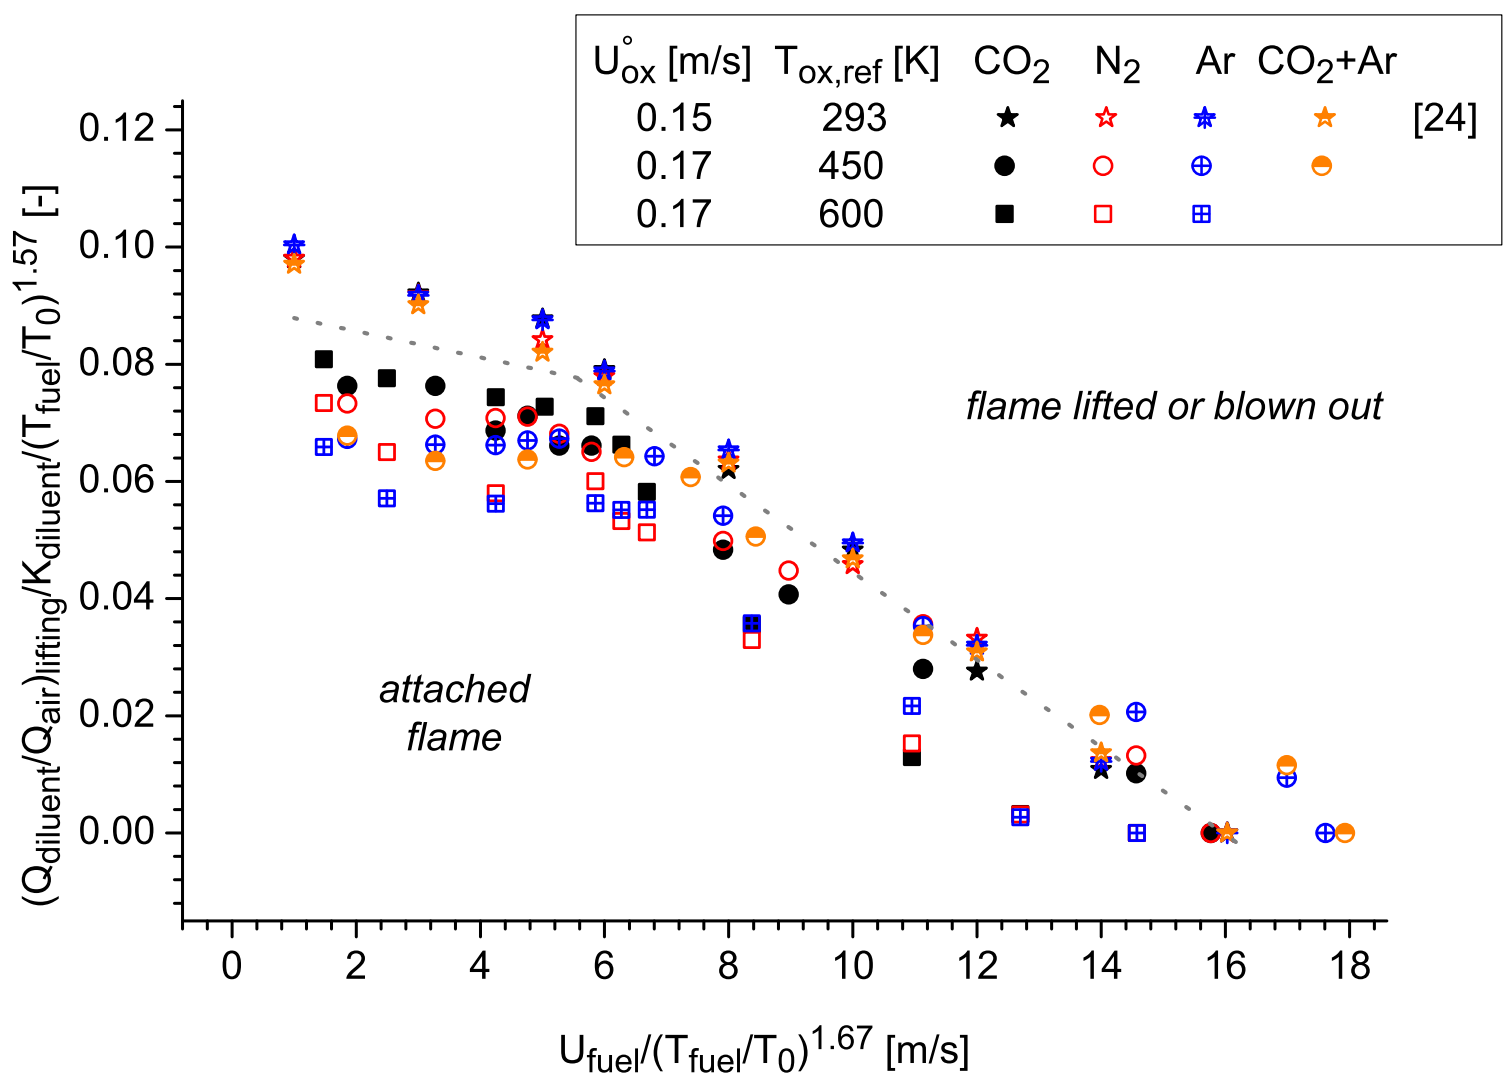 U°ox [m/s] Tox,ref [K] CO2 N2 Ar CO2+Ar
0.15 293 [24]
0.17 450
0.17 600
(Qdiluent/Qair)lifting/Kdiluent/(Tfuel/T0)1.57 [-]
0.12
0.10
0.08
0.06
0.04
0.02
0.00
flame lifted or blown out
attached
flame
0 2 4 6 8 10 12 14 16 18
Ufuel/(Tfuel/T0)1.67 [m/s]